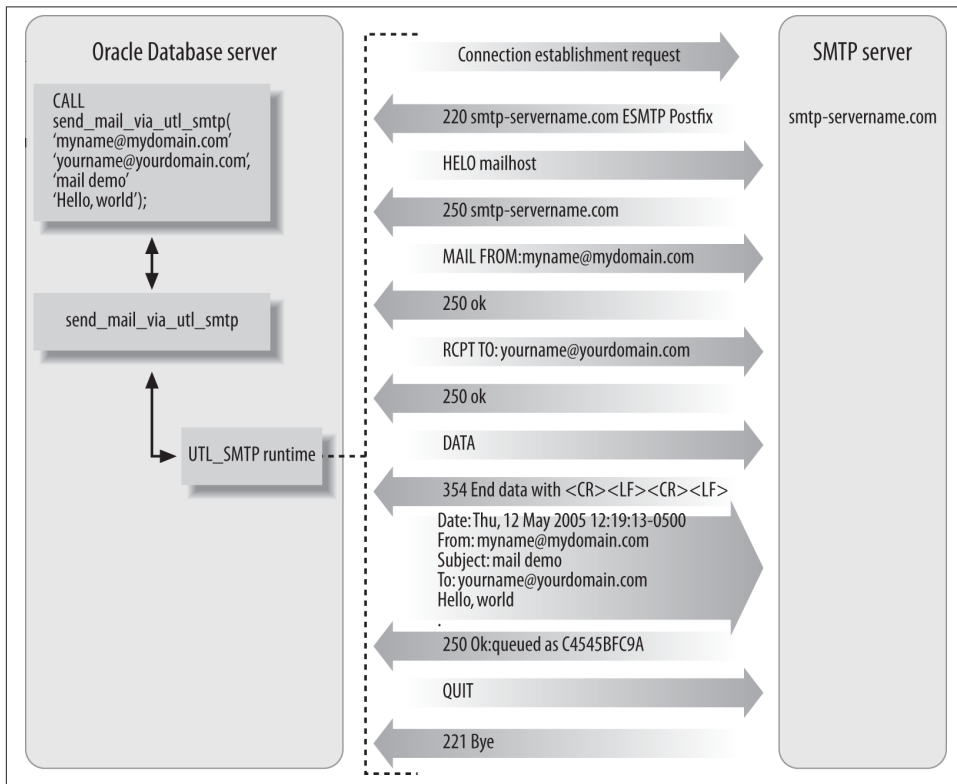 Oracle Database server
CALL
send_mail_via_utl_smtp(
‘myname@mydomain.com’
‘yourname@yourdomain.com’,
‘mail demo’
‘Hello, world’);
send_mail_via_utl_smtp
UTL_SMTP runtime
Connection establishment request
220 smtp-servername.com ESMTP Postfix
HELO mailhost
250 smtp-servername.com
MAIL FROM:myname@mydomain.com
250 ok
RCPT TO: yourname@yourdomain.com
250 ok
DATA
354 End data with <CR><LF><CR><LF>
Date: Thu, 12 May 2005 12:19:13-0500
From: myname@mydomain.com
Subject: mail demo
To: yourname@yourdomain.com
Hello, world
.
250 Ok:queued as C4545BFC9A
QUIT
221 Bye
SMTP server
smtp-servername.com